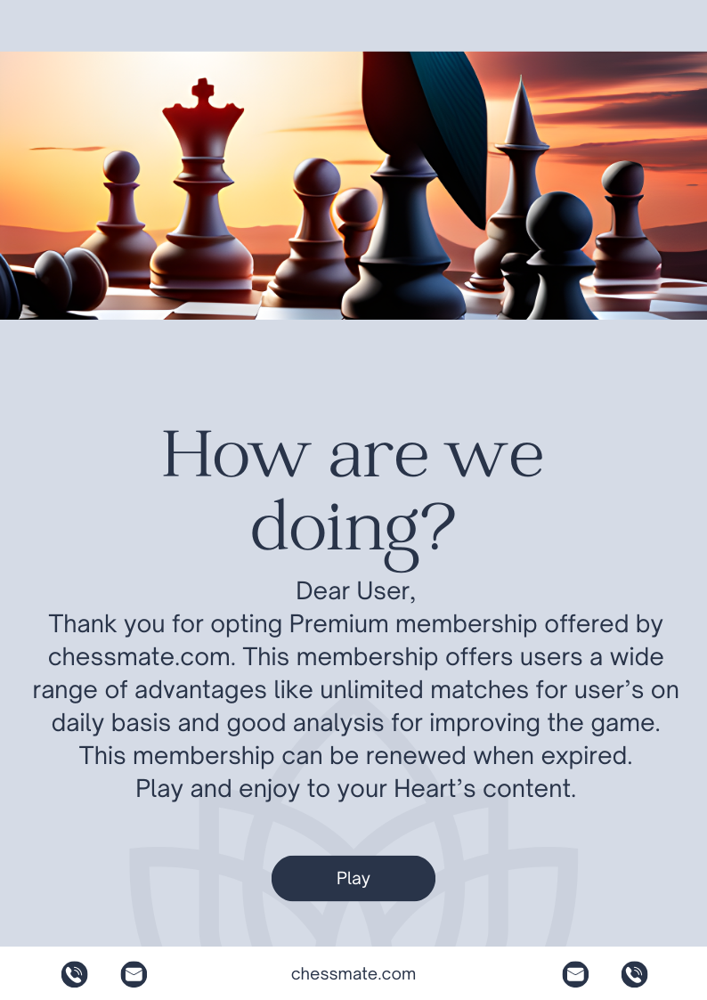 How are we
doing?
Dear User,
Thank you for opting Premium membership offered by
chessmate.com. This membership offers users a wide
range of advantages like unlimited matches for user’s on
daily basis and good analysis for improving the game.
This membership can be renewed when expired.
Play and enjoy to your Heart’s content.
Play
chessmate.com